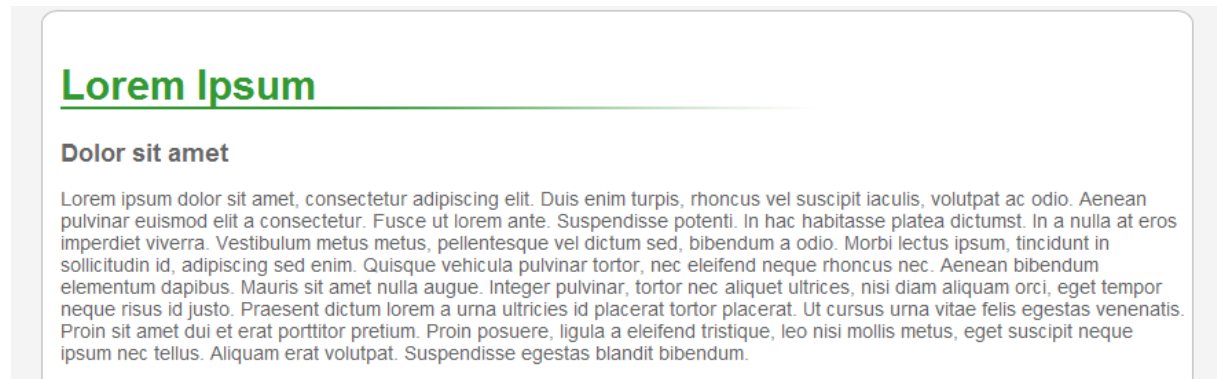 Lorem Ipsum
Dolor sit amet
Lorem ipsum dolor sit amet, consectetur adipiscing elit. Duis enim turpis, rhoncus vel suscipit iaculis, volutpat ac odio. Aenean
pulvinar euismod elit a consectetur. Fusce ut lorem ante. Suspendisse potenti. In hac habitasse platea dictumst. In a nulla at eros
imperdiet viverra. Vestibulum metus metus, pellentesque vel dictum sed, bibendum a odio. Morbi lectus ipsum, tincidunt in
sollicitudin id, adipiscing sed enim. Quisque vehicula pulvinar tortor, nec eleifend neque rhoncus nec. Aenean bibendum
elementum dapibus. Mauris sit amet nulla augue. Integer pulvinar, tortor nec aliquet ultrices, nisi diam aliquam orci, eget tempor
neque risus id justo. Praesent dictum lorem a urna ultricies id placerat tortor placerat. Ut cursus urna vitae felis egestas venenatis.
Proin sit amet dui et erat porttitor pretium. Proin posuere, ligula a eleifend tristique, leo nisi mollis metus, eget suscipit neque
ipsum nec tellus. Aliquam erat volutpat. Suspendisse egestas blandit bibendum.